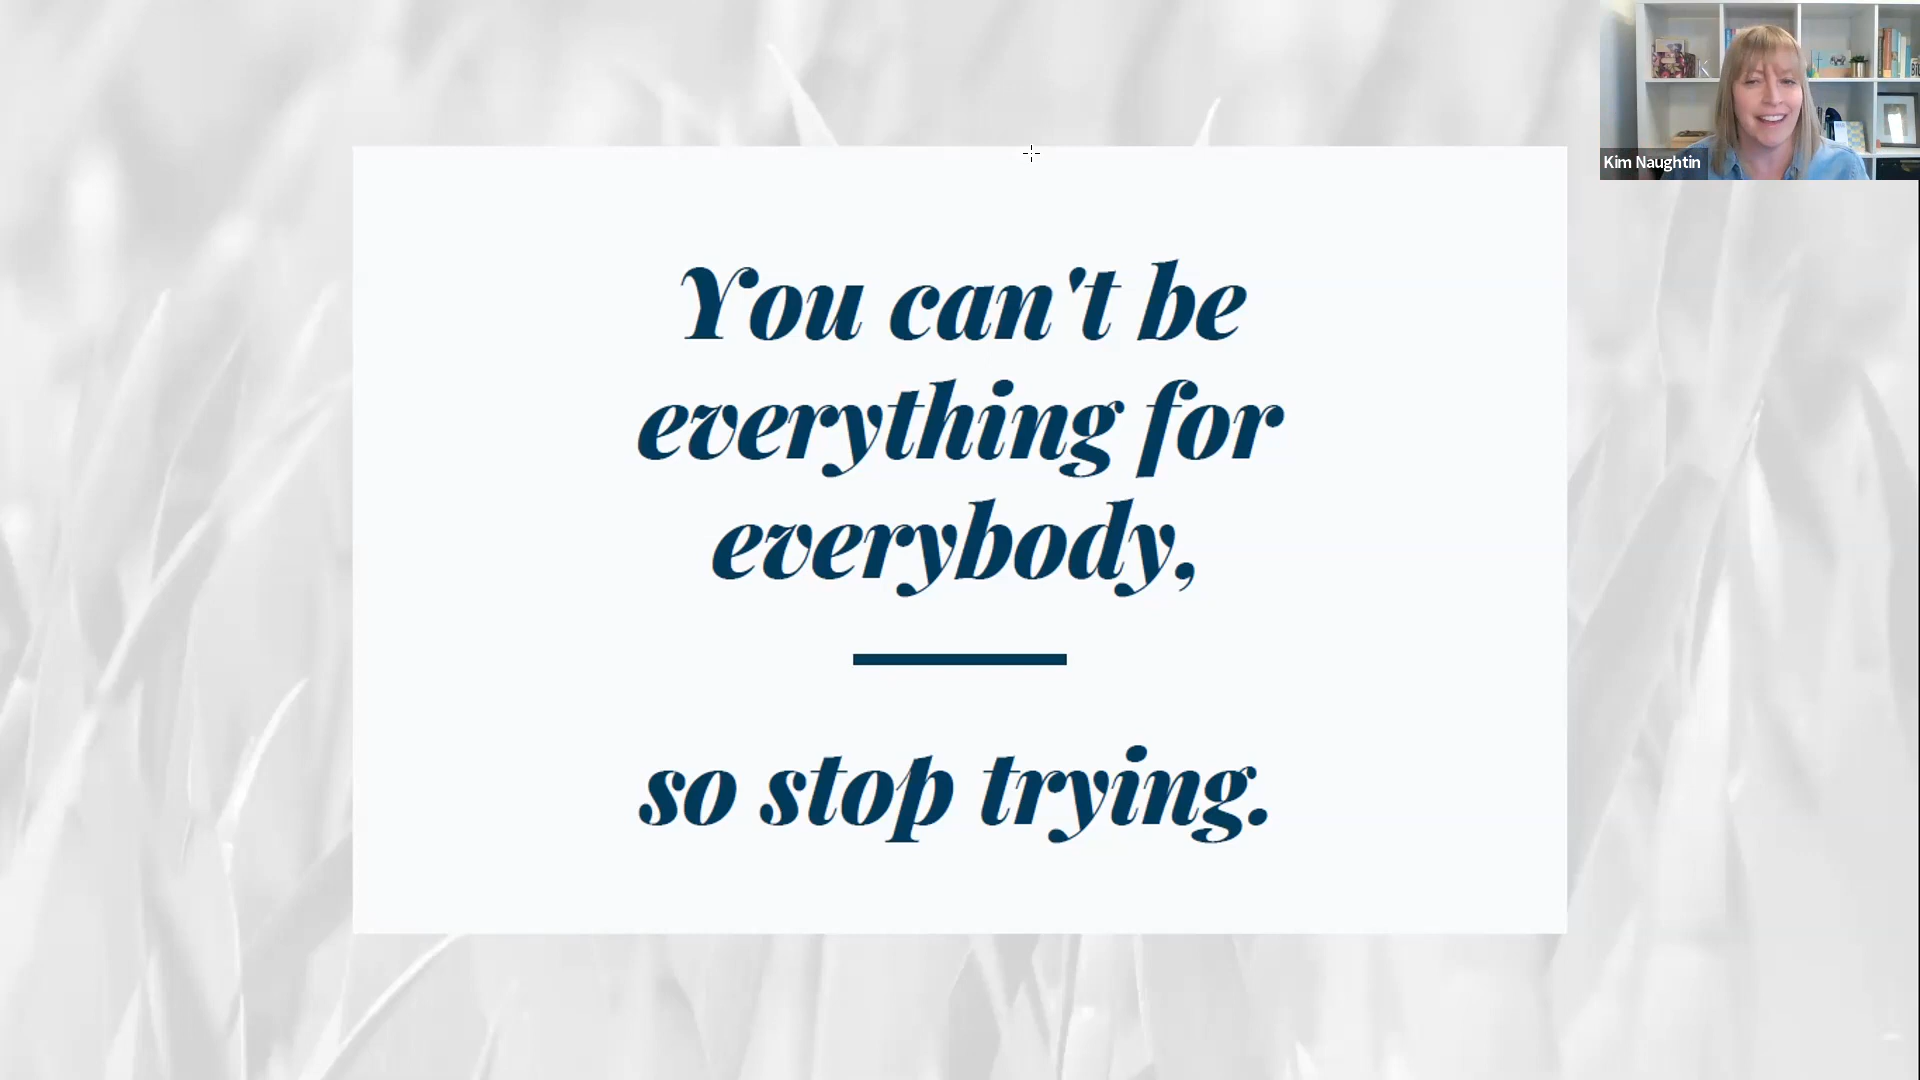 You can't be
everything for
everybody,
so stop trying.
Kim Naughtin